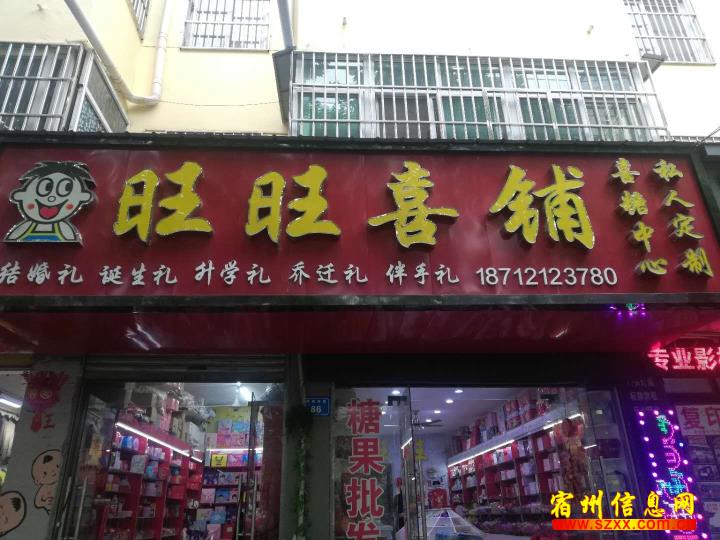 旺旺喜铺
私人定制
喜糖中心
结婚礼 诞生礼 升学礼 乔迁礼 伴手礼 18712123780
专业影
86
糖果批发
复印
旺
宿州信息网
www.szxx.com.cn